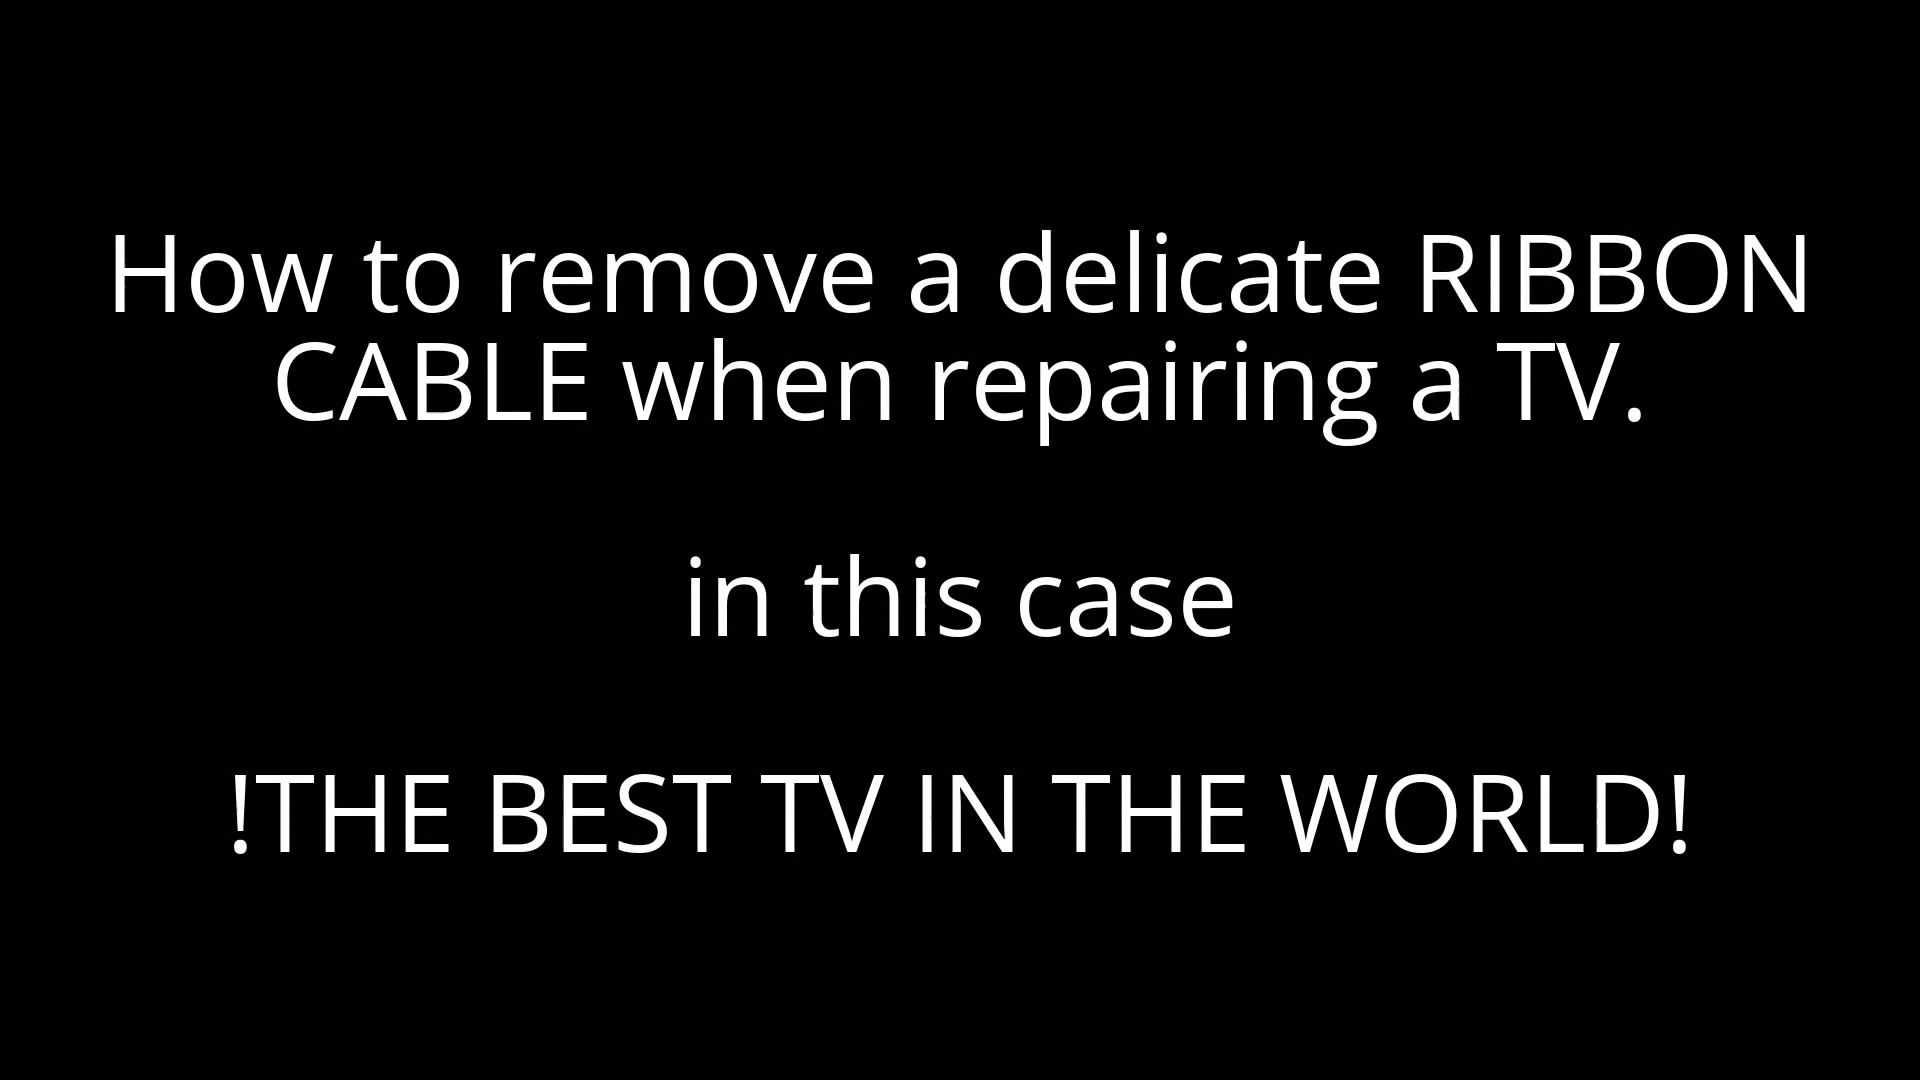 How to remove a delicate RIBBON
CABLE when repairing a TV.
in this case
!THE BEST TV IN THE WORLD!